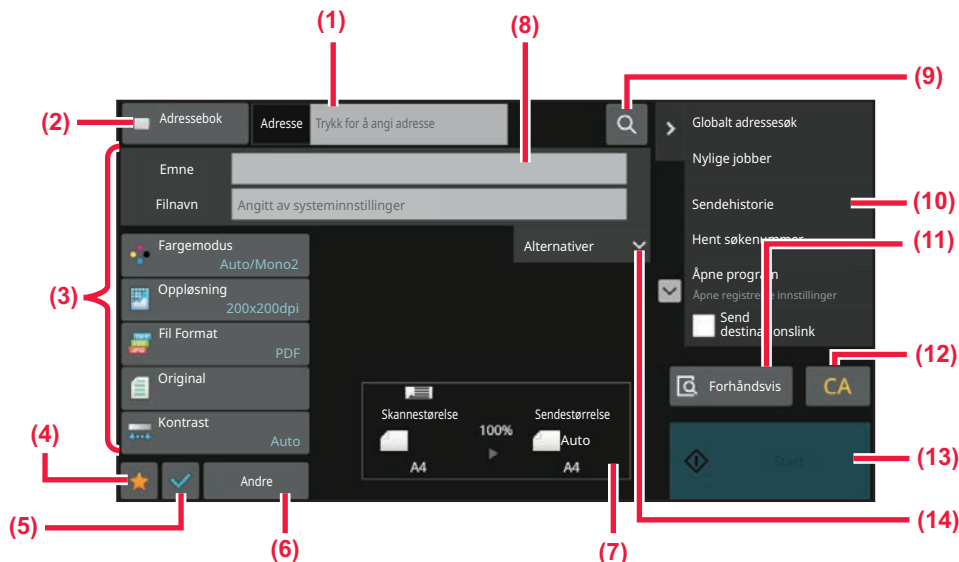 (1)
(8)
(9)
(2)
Adressebok
Adresse
Trykk for å angi adresse
Globalt adressesøk
Emne
Nylige jobber
Filnavn
Angitt av systeminnstillinger
Sendehistorie
(10)
Alternativer
Hent søkenummer
(11)
(3)
Fargemodus
Auto/Mono2
Åpne program
Åpne registrerte innstillinger
Oppløsning
200x200dpi
Send
destinasjonslink
Fil Format
PDF
(12)
Original
Forhåndsvis
CA
Kontrast
Auto
Skannestørelse
Sendestørrelse
100%
Auto
A4
A4
(4)
Start
(13)
Andre
(5)
(6)
(7)
(14)